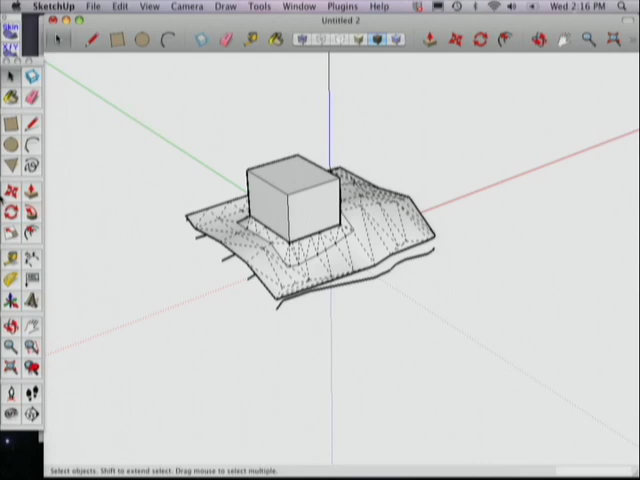 SketchUp File Edit View Camera Draw Tools Window Plugins Help Wed 2:16 PM
Untitled 2
Skin
X/Y
Select objects. Shift to extend select. Drag mouse to select multiple.